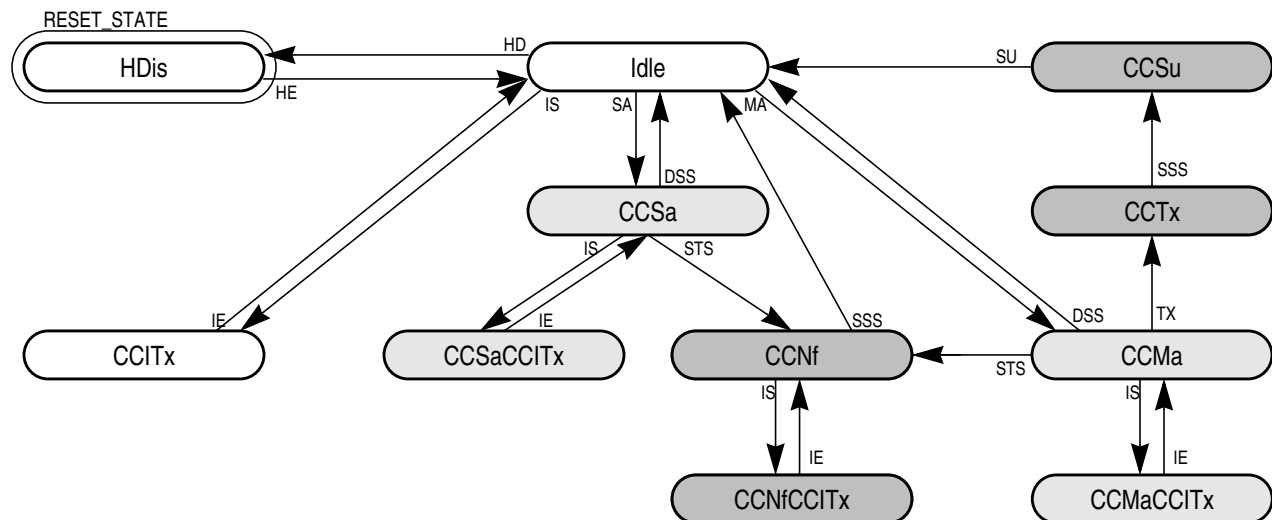 RESET_STATE
HDis
HD
HE
Idle
IS
SA
MA
SU
CCSu
DSS
SSS
CCSa
CCTx
IS
STS
IE
IE
SSS
DSS
TX
CCITx
CCSaCCITx
CCNf
STS
CCMa
IS
IE
IS
IE
CCNfCCITx
CCMaCCITx